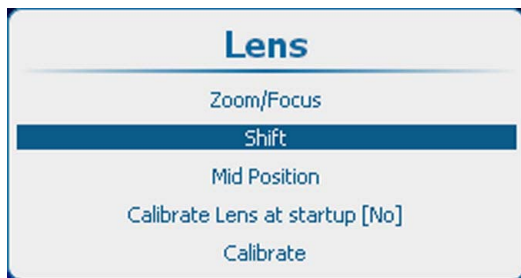 Lens
Zoom/Focus
Shift
Mid Position
Calibrate Lens at startup [No]
Calibrate